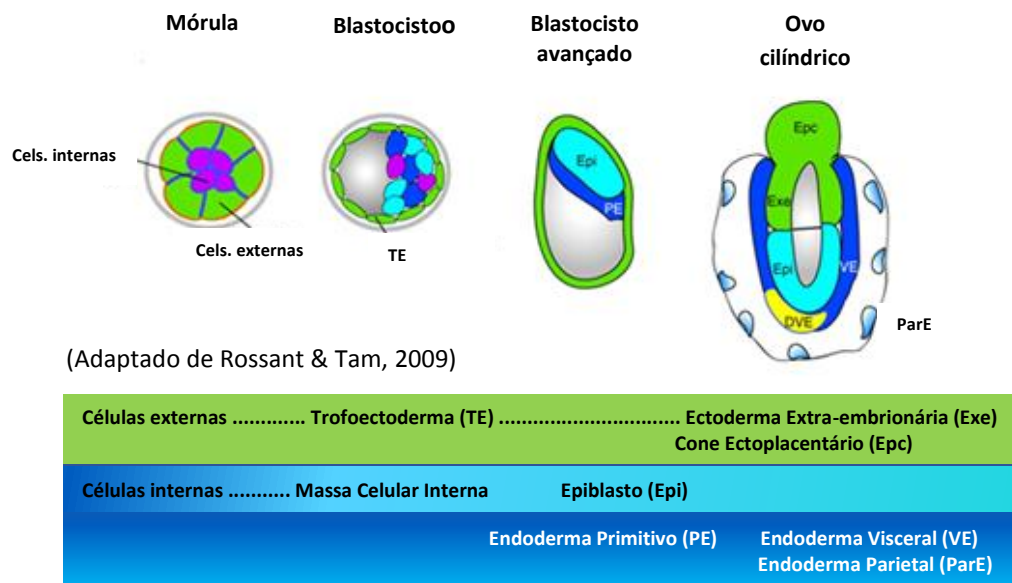 Mórula
Blastocistoo
Blastocisto
avançado
Ovo
cilíndrico
Cels. internas
Cels. externas
TE
Epi
PE
Epc
Exe
Epi
VE
DVE
ParE
(Adaptado de Rossant & Tam, 2009)
Células externas ............ Trofoectoderma (TE) ............................... Ectoderma Extra-embrionária (Exe)
Cone Ectoplacentário (Epc)
Células internas ........... Massa Celular Interna Epiblasto (Epi)
Endoderma Primitivo (PE) Endoderma Visceral (VE)
Endoderma Parietal (ParE)